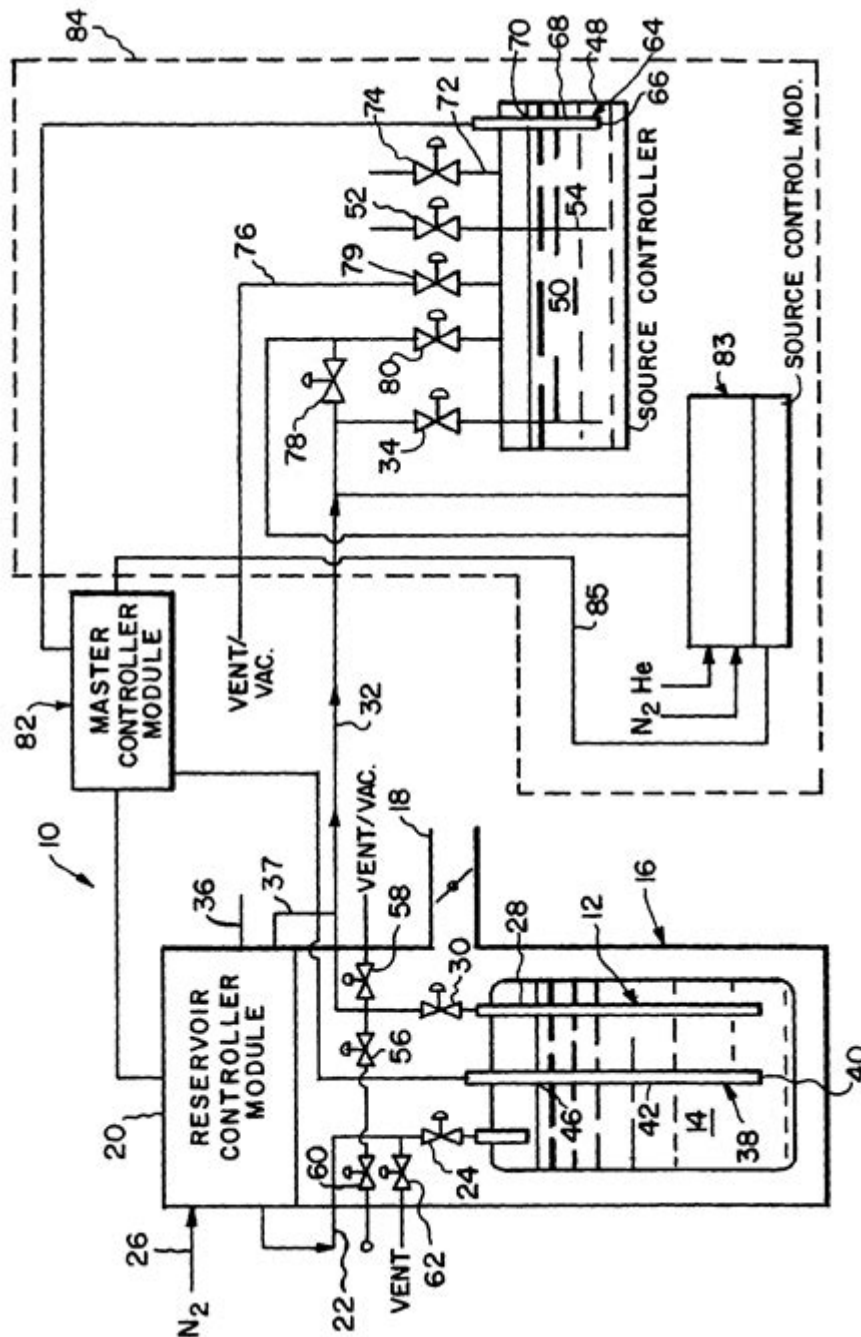 84
82
MASTER
CONTROLLER
MODULE
10
76
VENT/
VAC.
74
52
79
72
80
78
34
70
68
48
64
66
54
50
SOURCE CONTROLLER
83
SOURCE CONTROL MOD.
85
He
N2
32
36
37
20
RESERVOIR
CONTROLLER
MODULE
26
N2
22
VENT/VAC.
18
58
56
60
62
VENT
24
30
28
12
16
46
42
14
38
40